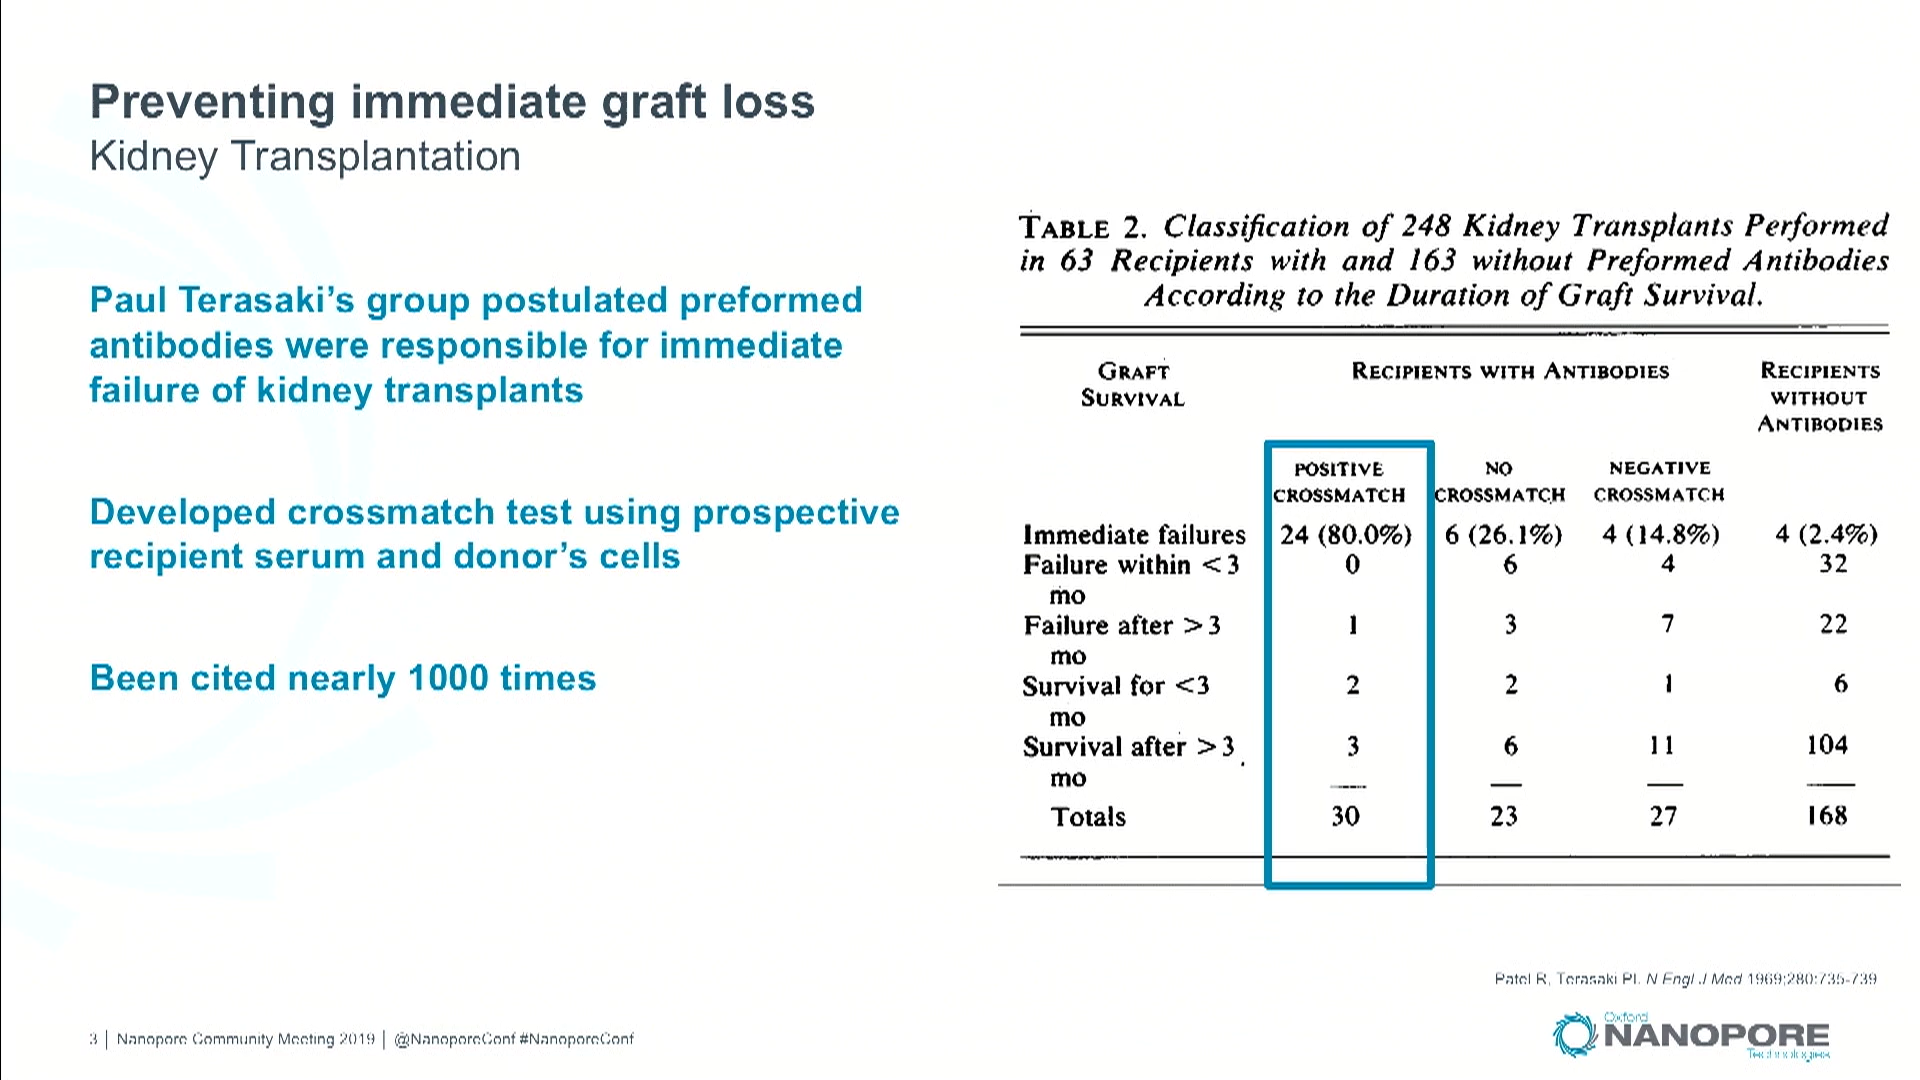 Preventing immediate graft loss
Kidney Transplantation
Paul Terasaki’s group postulated preformed
antibodies were responsible for immediate
failure of kidney transplants
Developed crossmatch test using prospective
recipient serum and donor’s cells
Been cited nearly 1000 times
TABLE 2. Classification of 248 Kidney Transplants Performed
in 63 Recipients with and 163 without Preformed Antibodies
According to the Duration of Graft Survival.
GRAFT SURVIVAL RECIPIENTS WITH ANTIBODIES RECIPIENTS WITHOUT ANTIBODIES
POSITIVE CROSSMATCH NO CROSSMATCH NEGATIVE CROSSMATCH
Immediate failures 24 (80.0%) 6 (26.1%) 4 (14.8%) 4 (2.4%)
Failure within <3 0 6 4 32
mo
Failure after >3 1 3 7 22
mo
Survival for <3 2 2 1 6
mo
Survival after >3 3 6 11 104
mo
Totals 30 23 27 168
Patel R, Terasaki PI. N Engl J Med 1969;280:735-739
3 | Nanopore Community Meeting 2019 | @NanoporeConf #NanoporeConf
Oxford
NANOPORE
Technologies